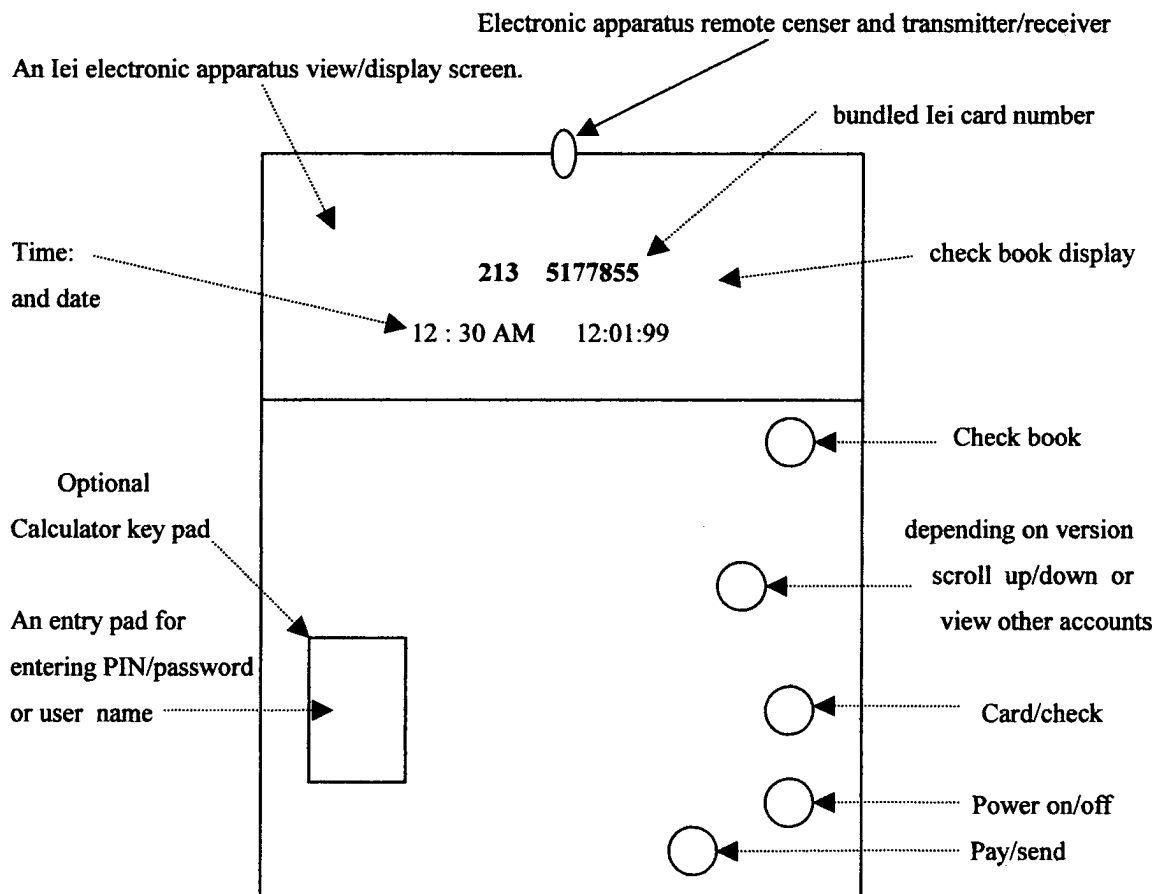 Electronic apparatus remote censer and transmitter/receiver
An Iei electronic apparatus view/display screen.
bundled Iei card number
Time:
and date
213 5177855
check book display
12 : 30 AM 12:01:99
Check book
Optional
Calculator key pad
depending on version
scroll up/down or
view other accounts
An entry pad for
entering PIN/password
or user name
Card/check
Power on/off
Pay/send